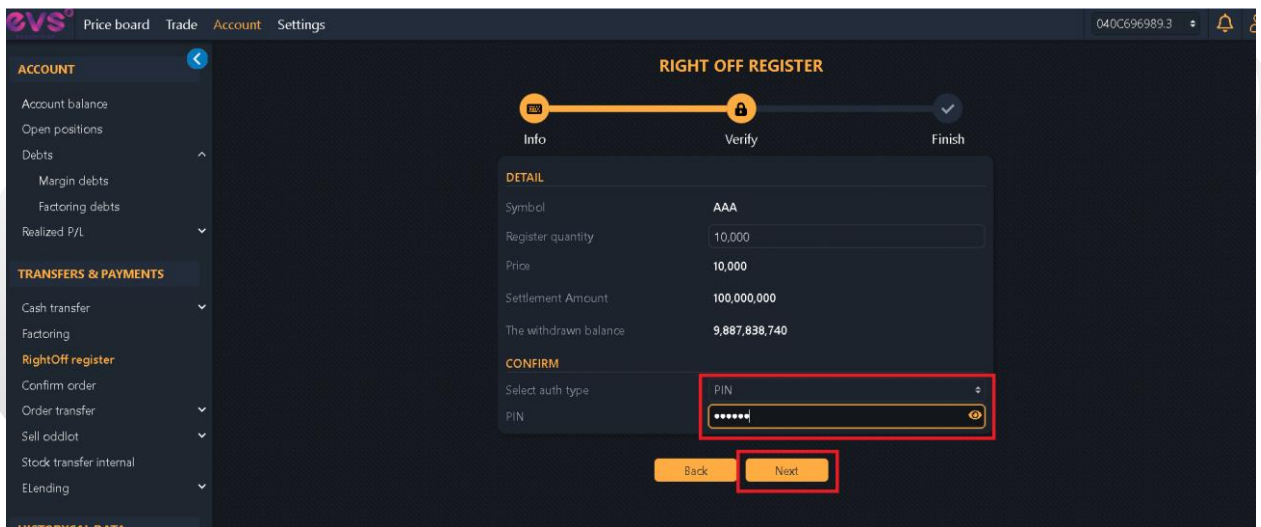 evs Price board Trade Account Settings 040C696989.3
ACCOUNT
Account balance
Open positions
Debts
Margin debts
Factoring debts
Realized P/L
TRANSFERS & PAYMENTS
Cash transfer
Factoring
RightOff register
Confirm order
Order transfer
Sell oddlot
Stock transfer internal
ELending
HISTORYCAL DATA
RIGHT OFF REGISTER
Info Verify Finish
DETAIL
Symbol AAA
Register quantity 10,000
Price 10,000
Settlement Amount 100,000,000
The withdrawn balance 9,887,838,740
CONFIRM
Select auth type PIN
PIN ••••••
Back Next